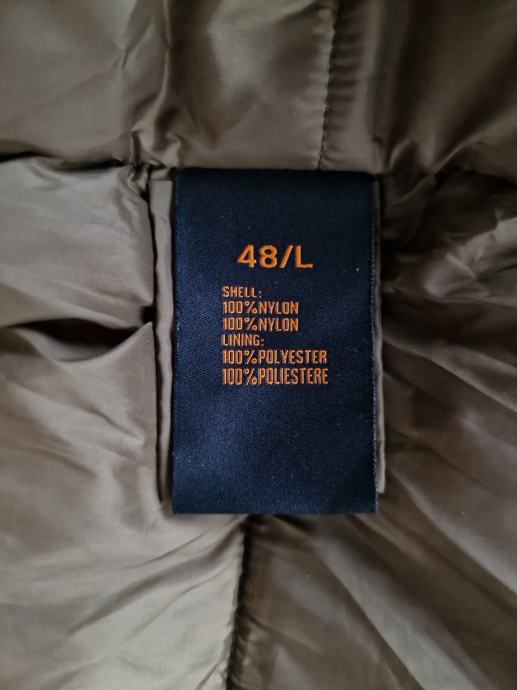 48/L
SHELL:
100%NYLON
100%NYLON
LINING:
100%POLYESTER
100%POLIESTERE